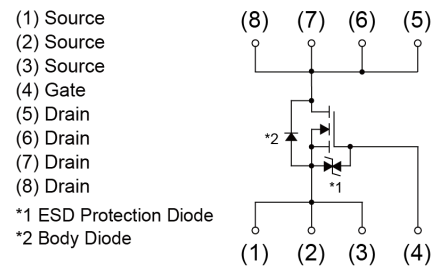 (1) Source
(2) Source
(3) Source
(4) Gate
(5) Drain
(6) Drain
(7) Drain
(8) Drain
*1 ESD Protection Diode
*2 Body Diode
(8) (7) (6) (5)
*2
*1
(1) (2) (3) (4)